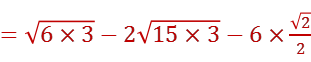 = √(6 × 3) − 2√(15 × 3) − 6 × √2/2